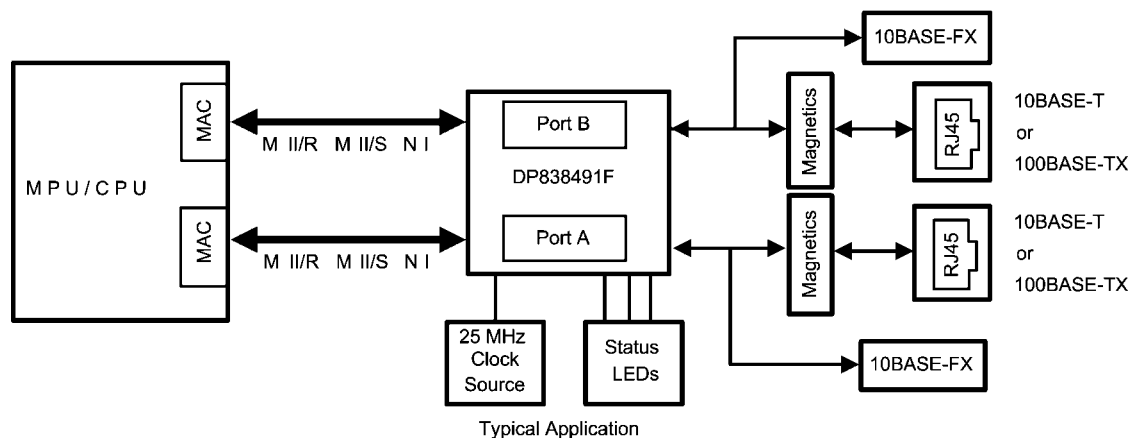 10BASE-FX
MPU/CPU
MAC
MII/RMII/SNI
Port B
DP838491F
Magnetics
RJ45
10BASE-T
or
100BASE-TX
MAC
MII/RMII/SNI
Port A
Magnetics
RJ45
10BASE-T
or
100BASE-TX
25 MHz
Clock
Source
Status
LEDs
10BASE-FX
Typical Application